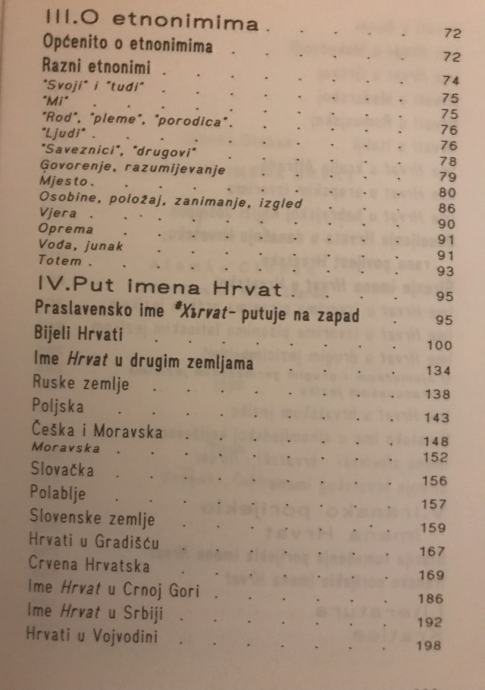 III.O etnonimima . . . . . 72
Općenito o etnonimima . . . . . 72
Razni etnonimi . . . . . . . 74
"Svoji" i "tuđi" . . . . . . . 75
"Mi" . . . . . . . . . 75
"Rod", "pleme", "porodica". . . . . . 76
"Ljudi" . . . . . . . . 76
"Saveznici", "drugovi" . . . . . . 78
Govorenje, razumijevanje . . . . . 79
Mjesto. . . . . . . . . 80
Osobine, položaj, zanimanje, izgled . . . . 86
Vjera . . . . . . . . 90
Oprema . . . . . . . . 91
Vođa, junak . . . . . . . 91
Totem . . . . . . . . 93
IV.Put imena Hrvat . . . . 95
Praslavensko ime *Xъrvat- putuje na zapad . 95
Bijeli Hrvati . . . . . . . 100
Ime Hrvat u drugim zemljama . . . . 134
Ruske zemlje . . . . . . . 138
Poljska . . . . . . . . 143
Češka i Moravska . . . . . . 148
Moravska . . . . . . . . 152
Slovačka . . . . . . . 156
Polablje . . . . . . . 157
Slovenske zemlje . . . . . . 159
Hrvati u Gradišću . . . . . . 167
Crvena Hrvatska . . . . . . 169
Ime Hrvat u Crnoj Gori . . . . . 186
Ime Hrvat u Srbiji . . . . . . 192
Hrvati u Vojvodini . . . . . . 198